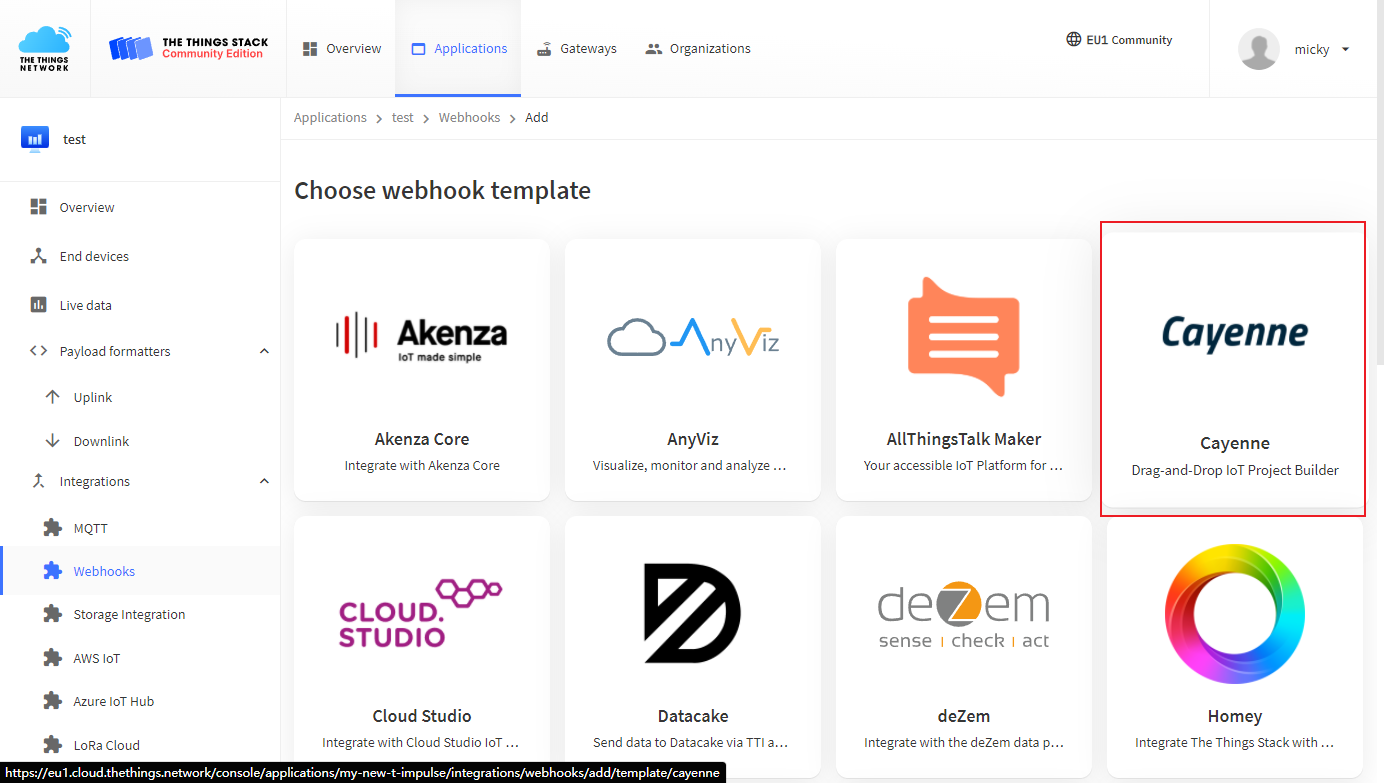 THE THINGS
NETWORK
THE THINGS STACK
Community Edition
Overview
Applications
Gateways
Organizations
EU1 Community
micky
test
Overview
End devices
Live data
Payload formatters
Uplink
Downlink
Integrations
MQTT
Webhooks
Storage Integration
AWS IoT
Azure IoT Hub
LoRa Cloud
Applications > test > Webhooks > Add
Choose webhook template
Akenza
IoT made simple
Akenza Core
Integrate with Akenza Core
AnyViz
AnyViz
Visualize, monitor and analyze ...
AllThingsTalk Maker
Your accessible IoT Platform for ...
Cayenne
Cayenne
Drag-and-Drop IoT Project Builder
CLOUD.
STUDIO
Cloud Studio
Integrate with Cloud Studio IoT ...
Datacake
Send data to Datacake via TTI a...
deZem
sense | check | act
deZem
Integrate with the deZem data p...
Homey
Integrate The Things Stack with ...
https://eu1.cloud.thethings.network/console/applications/my-new-t-impulse/integrations/webhooks/add/template/cayenne